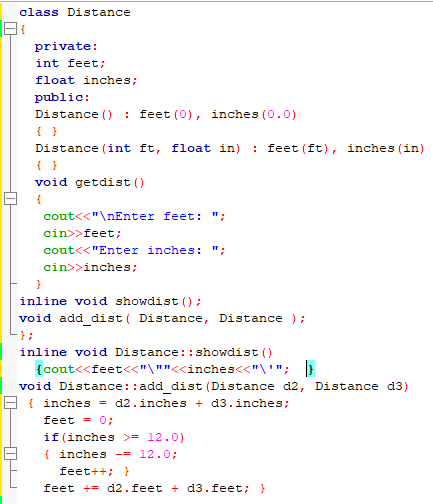 class Distance
{
private:
int feet;
float inches;
public:
Distance() : feet(0), inches(0.0)
{ }
Distance(int ft, float in) : feet(ft), inches(in)
{ }
void getdist()
{
cout<<"\nEnter feet: ";
cin>>feet;
cout<<"Enter inches: ";
cin>>inches;
}
inline void showdist();
void add_dist( Distance, Distance );
};
inline void Distance::showdist()
{cout<<feet<<"\""<<inches<<"\'"; }
void Distance::add_dist(Distance d2, Distance d3)
{ inches = d2.inches + d3.inches;
feet = 0;
if(inches >= 12.0)
{ inches -= 12.0;
feet++; }
feet += d2.feet + d3.feet; }